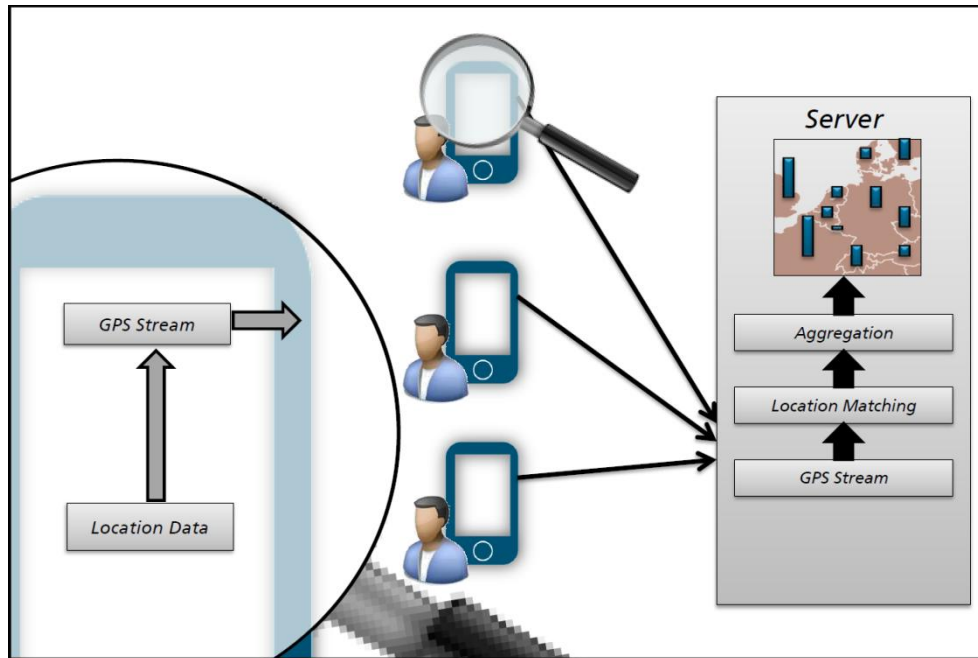 GPS Stream
Location Data
Server
Aggregation
Location Matching
GPS Stream